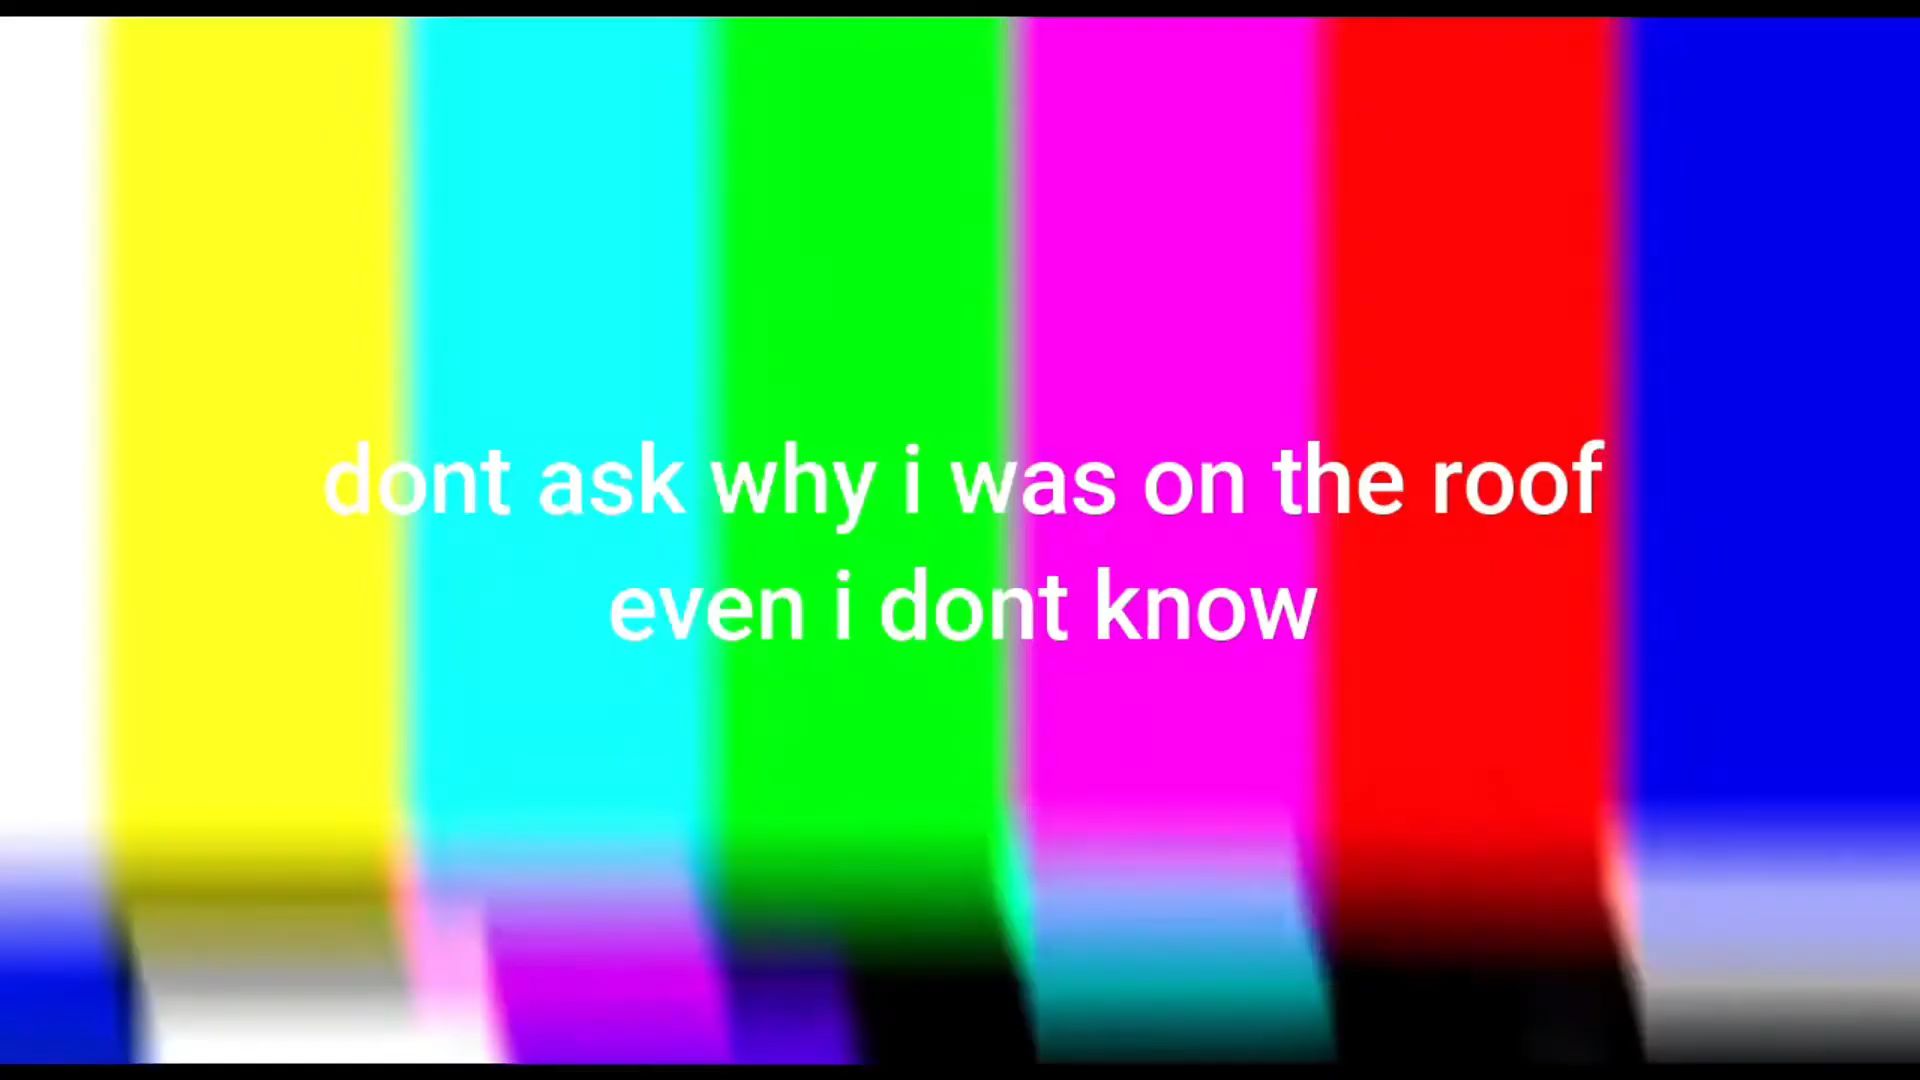 dont ask why i was on the roof
even i dont know